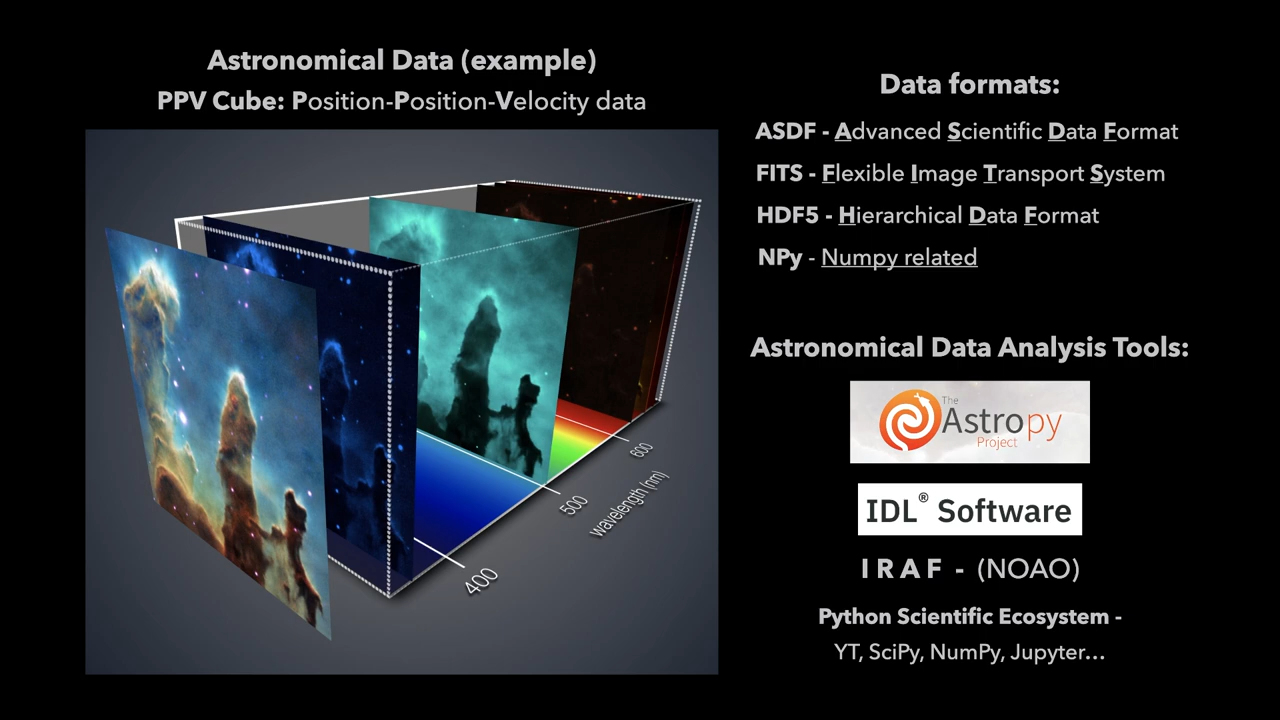 Astronomical Data (example)
PPV Cube: Position-Position-Velocity data
400
500
600
wavelength (nm)
Data formats:
ASDF - Advanced Scientific Data Format
FITS - Flexible Image Transport System
HDF5 - Hierarchical Data Format
NPy - Numpy related
Astronomical Data Analysis Tools:
The
Astropy
Project
IDL® Software
IRAF - (NOAO)
Python Scientific Ecosystem -
YT, SciPy, NumPy, Jupyter...